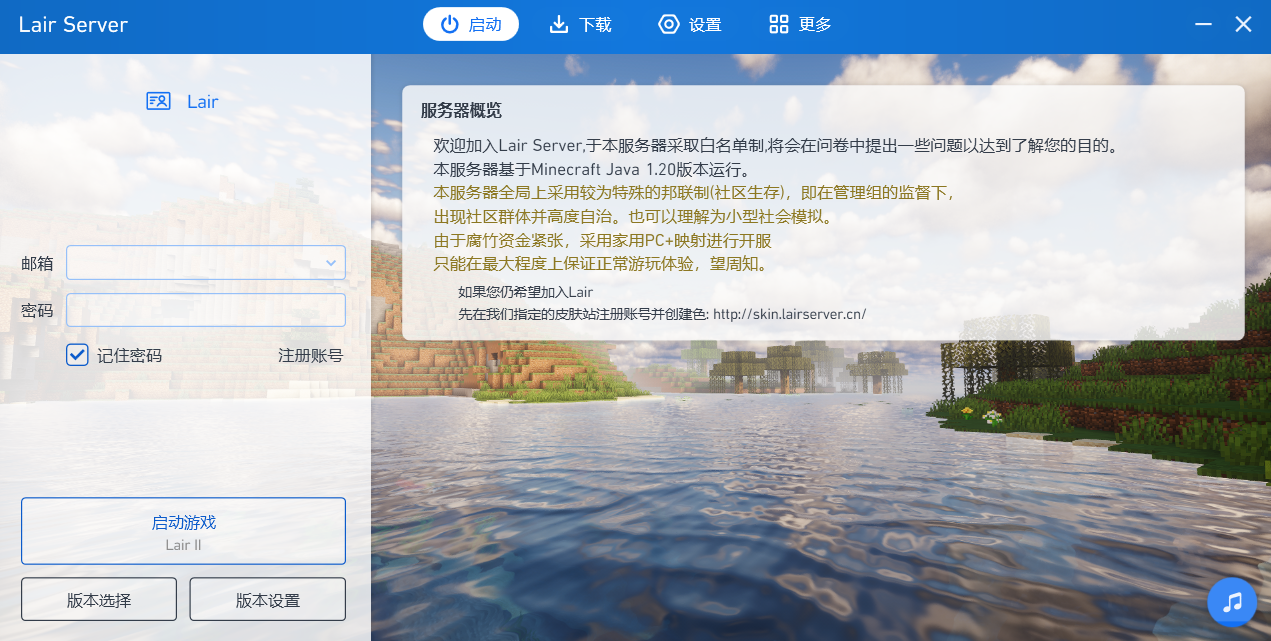 Lair Server
启动
下载
设置
更多
Lair
邮箱
密码
记住密码
注册账号
启动游戏
Lair II
版本选择
版本设置
服务器概览
欢迎加入Lair Server,于本服务器采取白名单制,将会在问卷中提出一些问题以达到了解您的目的。
本服务器基于Minecraft Java 1.20版本运行。
本服务器全局上采用较为特殊的邦联制(社区生存)，即在管理组的监督下，
出现社区群体并高度自治。也可以理解为小型社会模拟。
由于腐竹资金紧张，采用家用PC+映射进行开服
只能在最大程度上保证正常游玩体验，望周知。
如果您仍希望加入Lair
先在我们指定的皮肤站注册账号并创建色: http://skin.lairserver.cn/